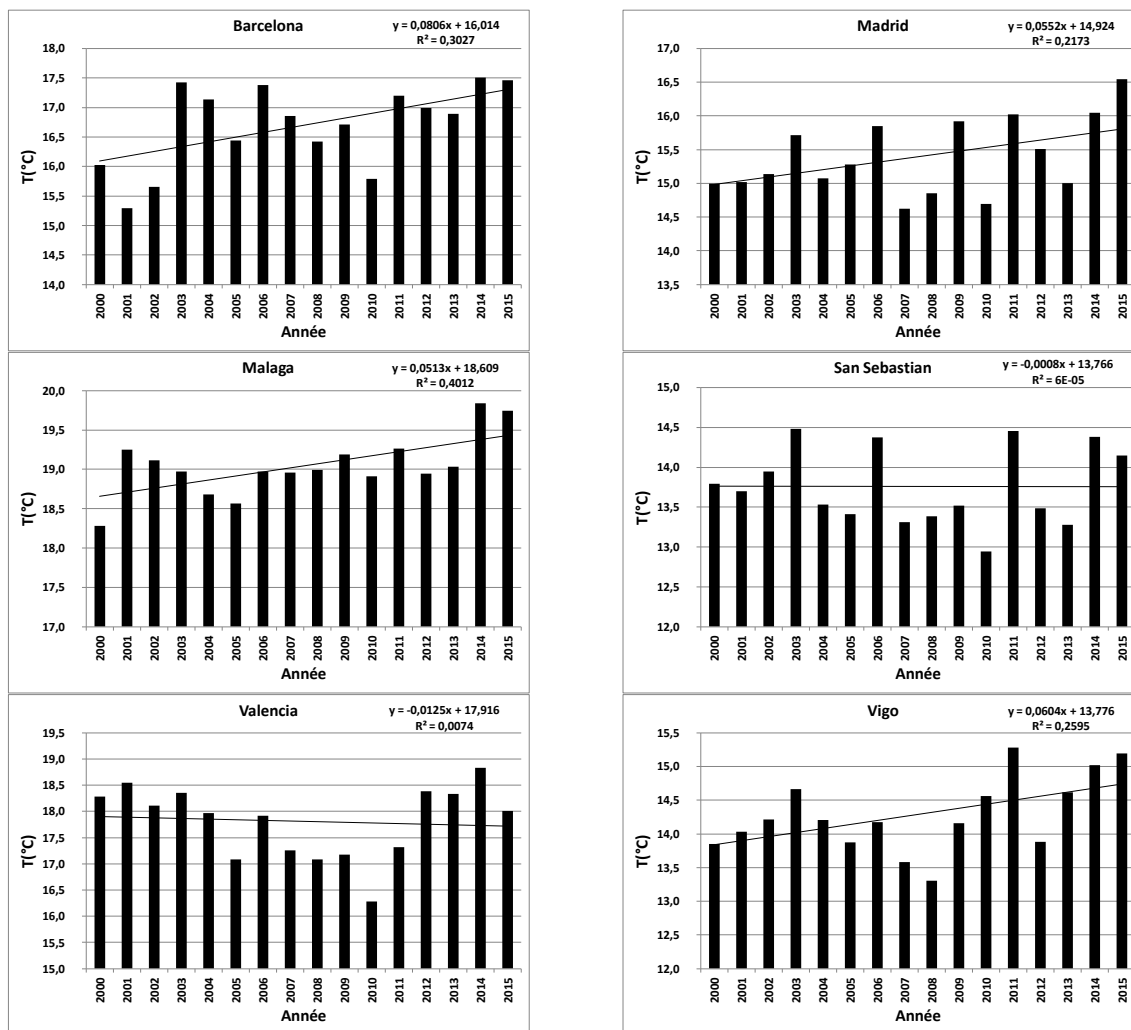 Barcelona
y = 0,0806x + 16,014
R² = 0,3027
18,0
17,5
17,0
16,5
16,0
15,5
15,0
14,5
14,0
T(°C)
2000 2001 2002 2003 2004 2005 2006 2007 2008 2009 2010 2011 2012 2013 2014 2015
Année
Madrid
y = 0,0552x + 14,924
R² = 0,2173
17,0
16,5
16,0
15,5
15,0
14,5
14,0
13,5
T(°C)
2000 2001 2002 2003 2004 2005 2006 2007 2008 2009 2010 2011 2012 2013 2014 2015
Année
Malaga
y = 0,0513x + 18,609
R² = 0,4012
20,0
19,5
19,0
18,5
18,0
17,5
17,0
T(°C)
2000 2001 2002 2003 2004 2005 2006 2007 2008 2009 2010 2011 2012 2013 2014 2015
Année
San Sebastian
y = -0,0008x + 13,766
R² = 6E-05
15,0
14,5
14,0
13,5
13,0
12,5
12,0
T(°C)
2000 2001 2002 2003 2004 2005 2006 2007 2008 2009 2010 2011 2012 2013 2014 2015
Année
Valencia
y = -0,0125x + 17,916
R² = 0,0074
19,5
19,0
18,5
18,0
17,5
17,0
16,5
16,0
15,5
15,0
T(°C)
2000 2001 2002 2003 2004 2005 2006 2007 2008 2009 2010 2011 2012 2013 2014 2015
Année
Vigo
y = 0,0604x + 13,776
R² = 0,2595
15,5
15,0
14,5
14,0
13,5
13,0
12,5
12,0
T(°C)
2000 2001 2002 2003 2004 2005 2006 2007 2008 2009 2010 2011 2012 2013 2014 2015
Année